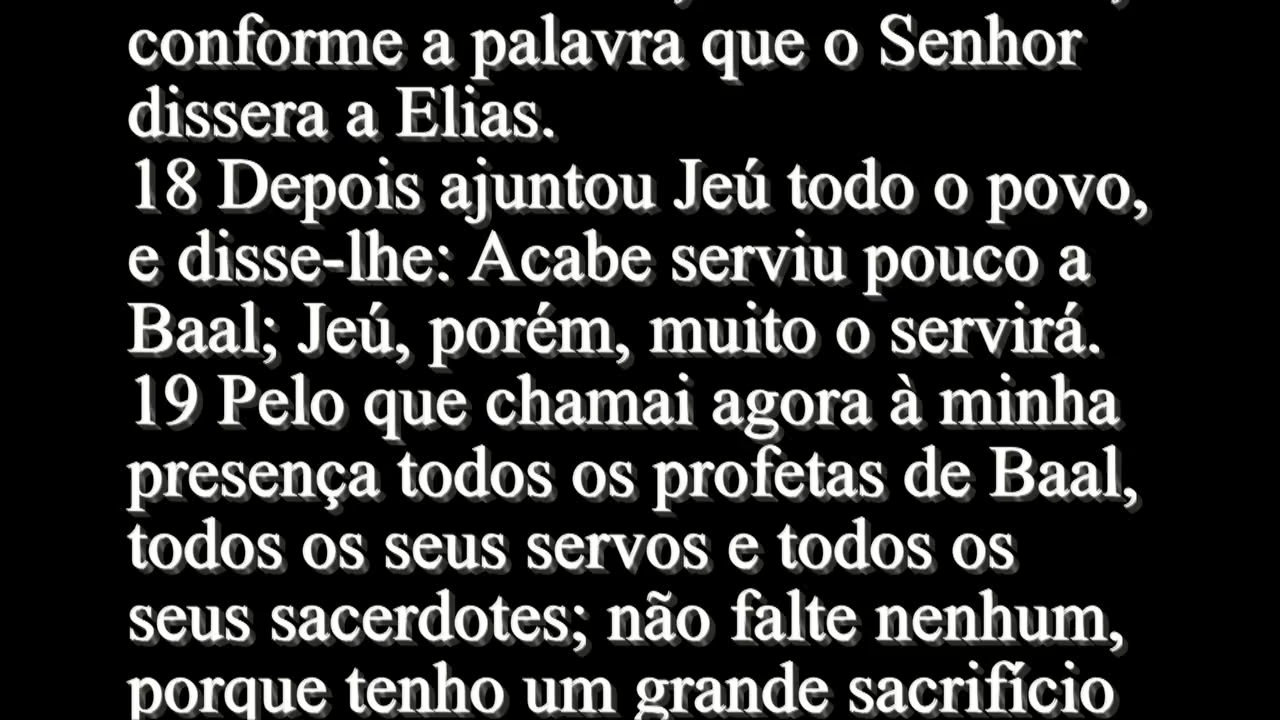 conforme a palavra que o Senhor
dissera a Elias.
18 Depois ajuntou Jeú todo o povo,
e disse-lhe: Acabe serviu pouco a
Baal; Jeú, porém, muito o servirá.
19 Pelo que chamai agora à minha
presença todos os profetas de Baal,
todos os seus servos e todos os
seus sacerdotes; não falte nenhum,
porque tenho um grande sacrifício